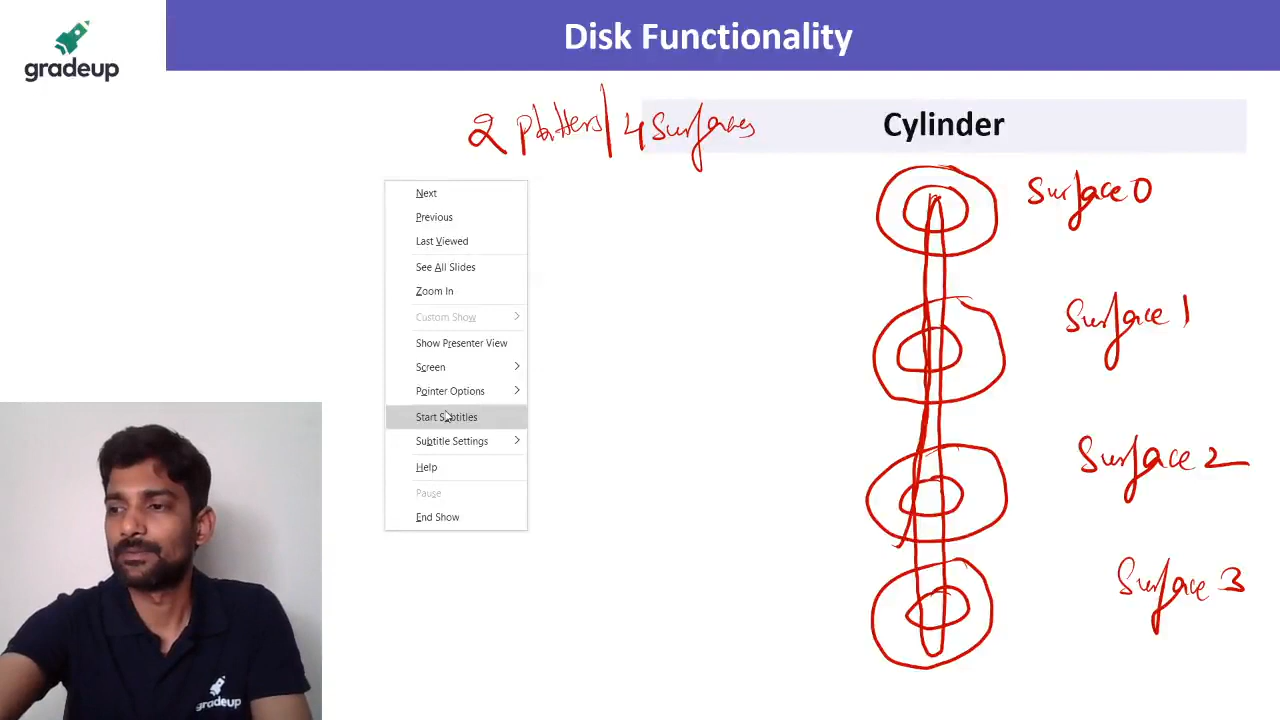 Disk Functionality
gradeup
2 Platters | 4 Surfaces
Cylinder
Surface 0
Surface 1
Surface 2
Surface 3
Next
Previous
Last Viewed
See All Slides
Zoom In
Custom Show
Show Presenter View
Screen
Pointer Options
Start Subtitles
Subtitle Settings
Help
Pause
End Show
gradeup